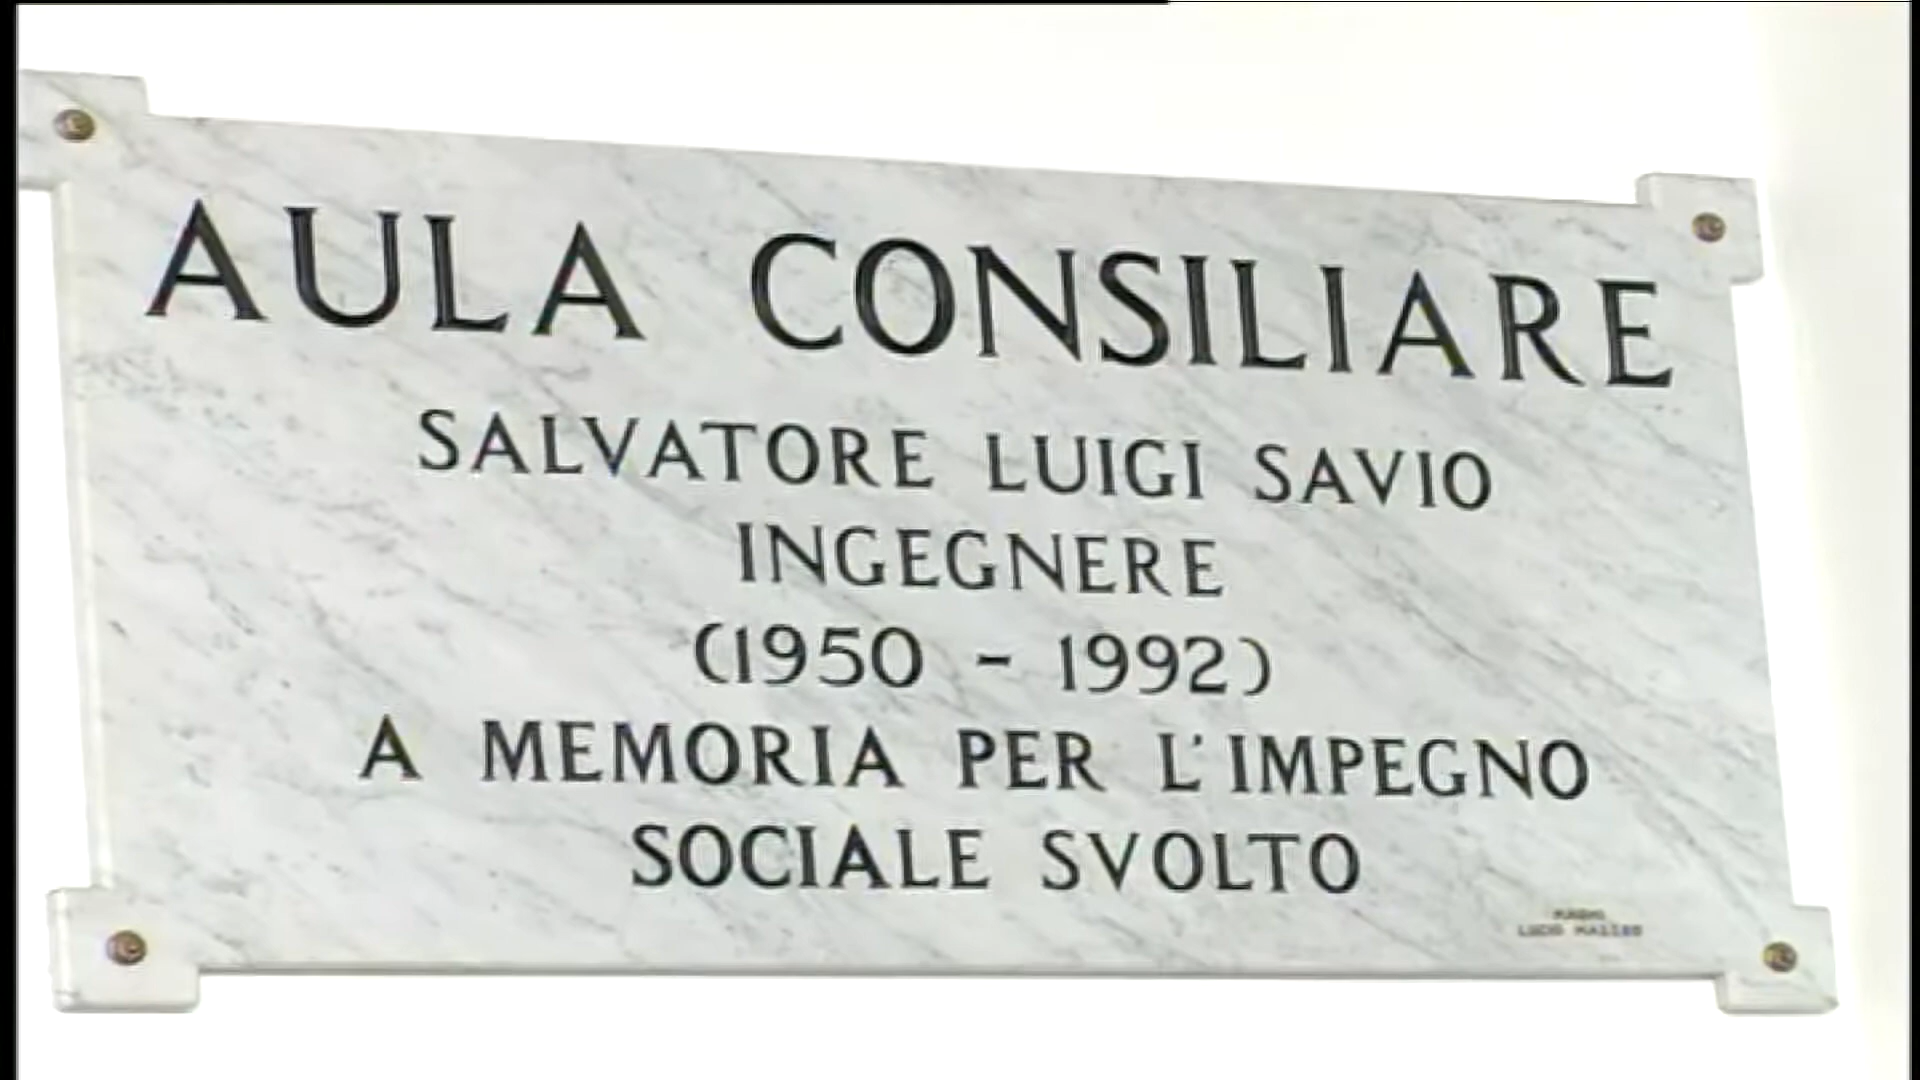 AULA CONSILIARE
SALVATORE LUIGI SAVIO
INGEGNERE
(1950 - 1992)
A MEMORIA PER L'IMPEGNO
SOCIALE SVOLTO